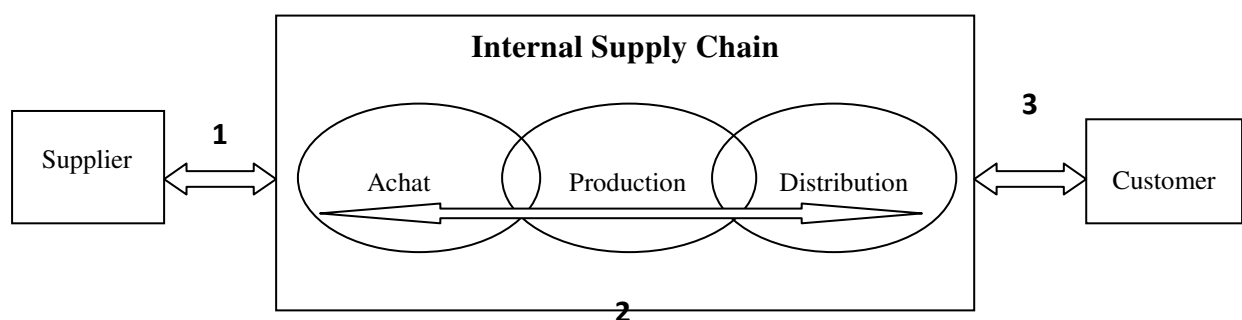 Internal Supply Chain
Supplier
1
Achat
Production
Distribution
3
Customer
2